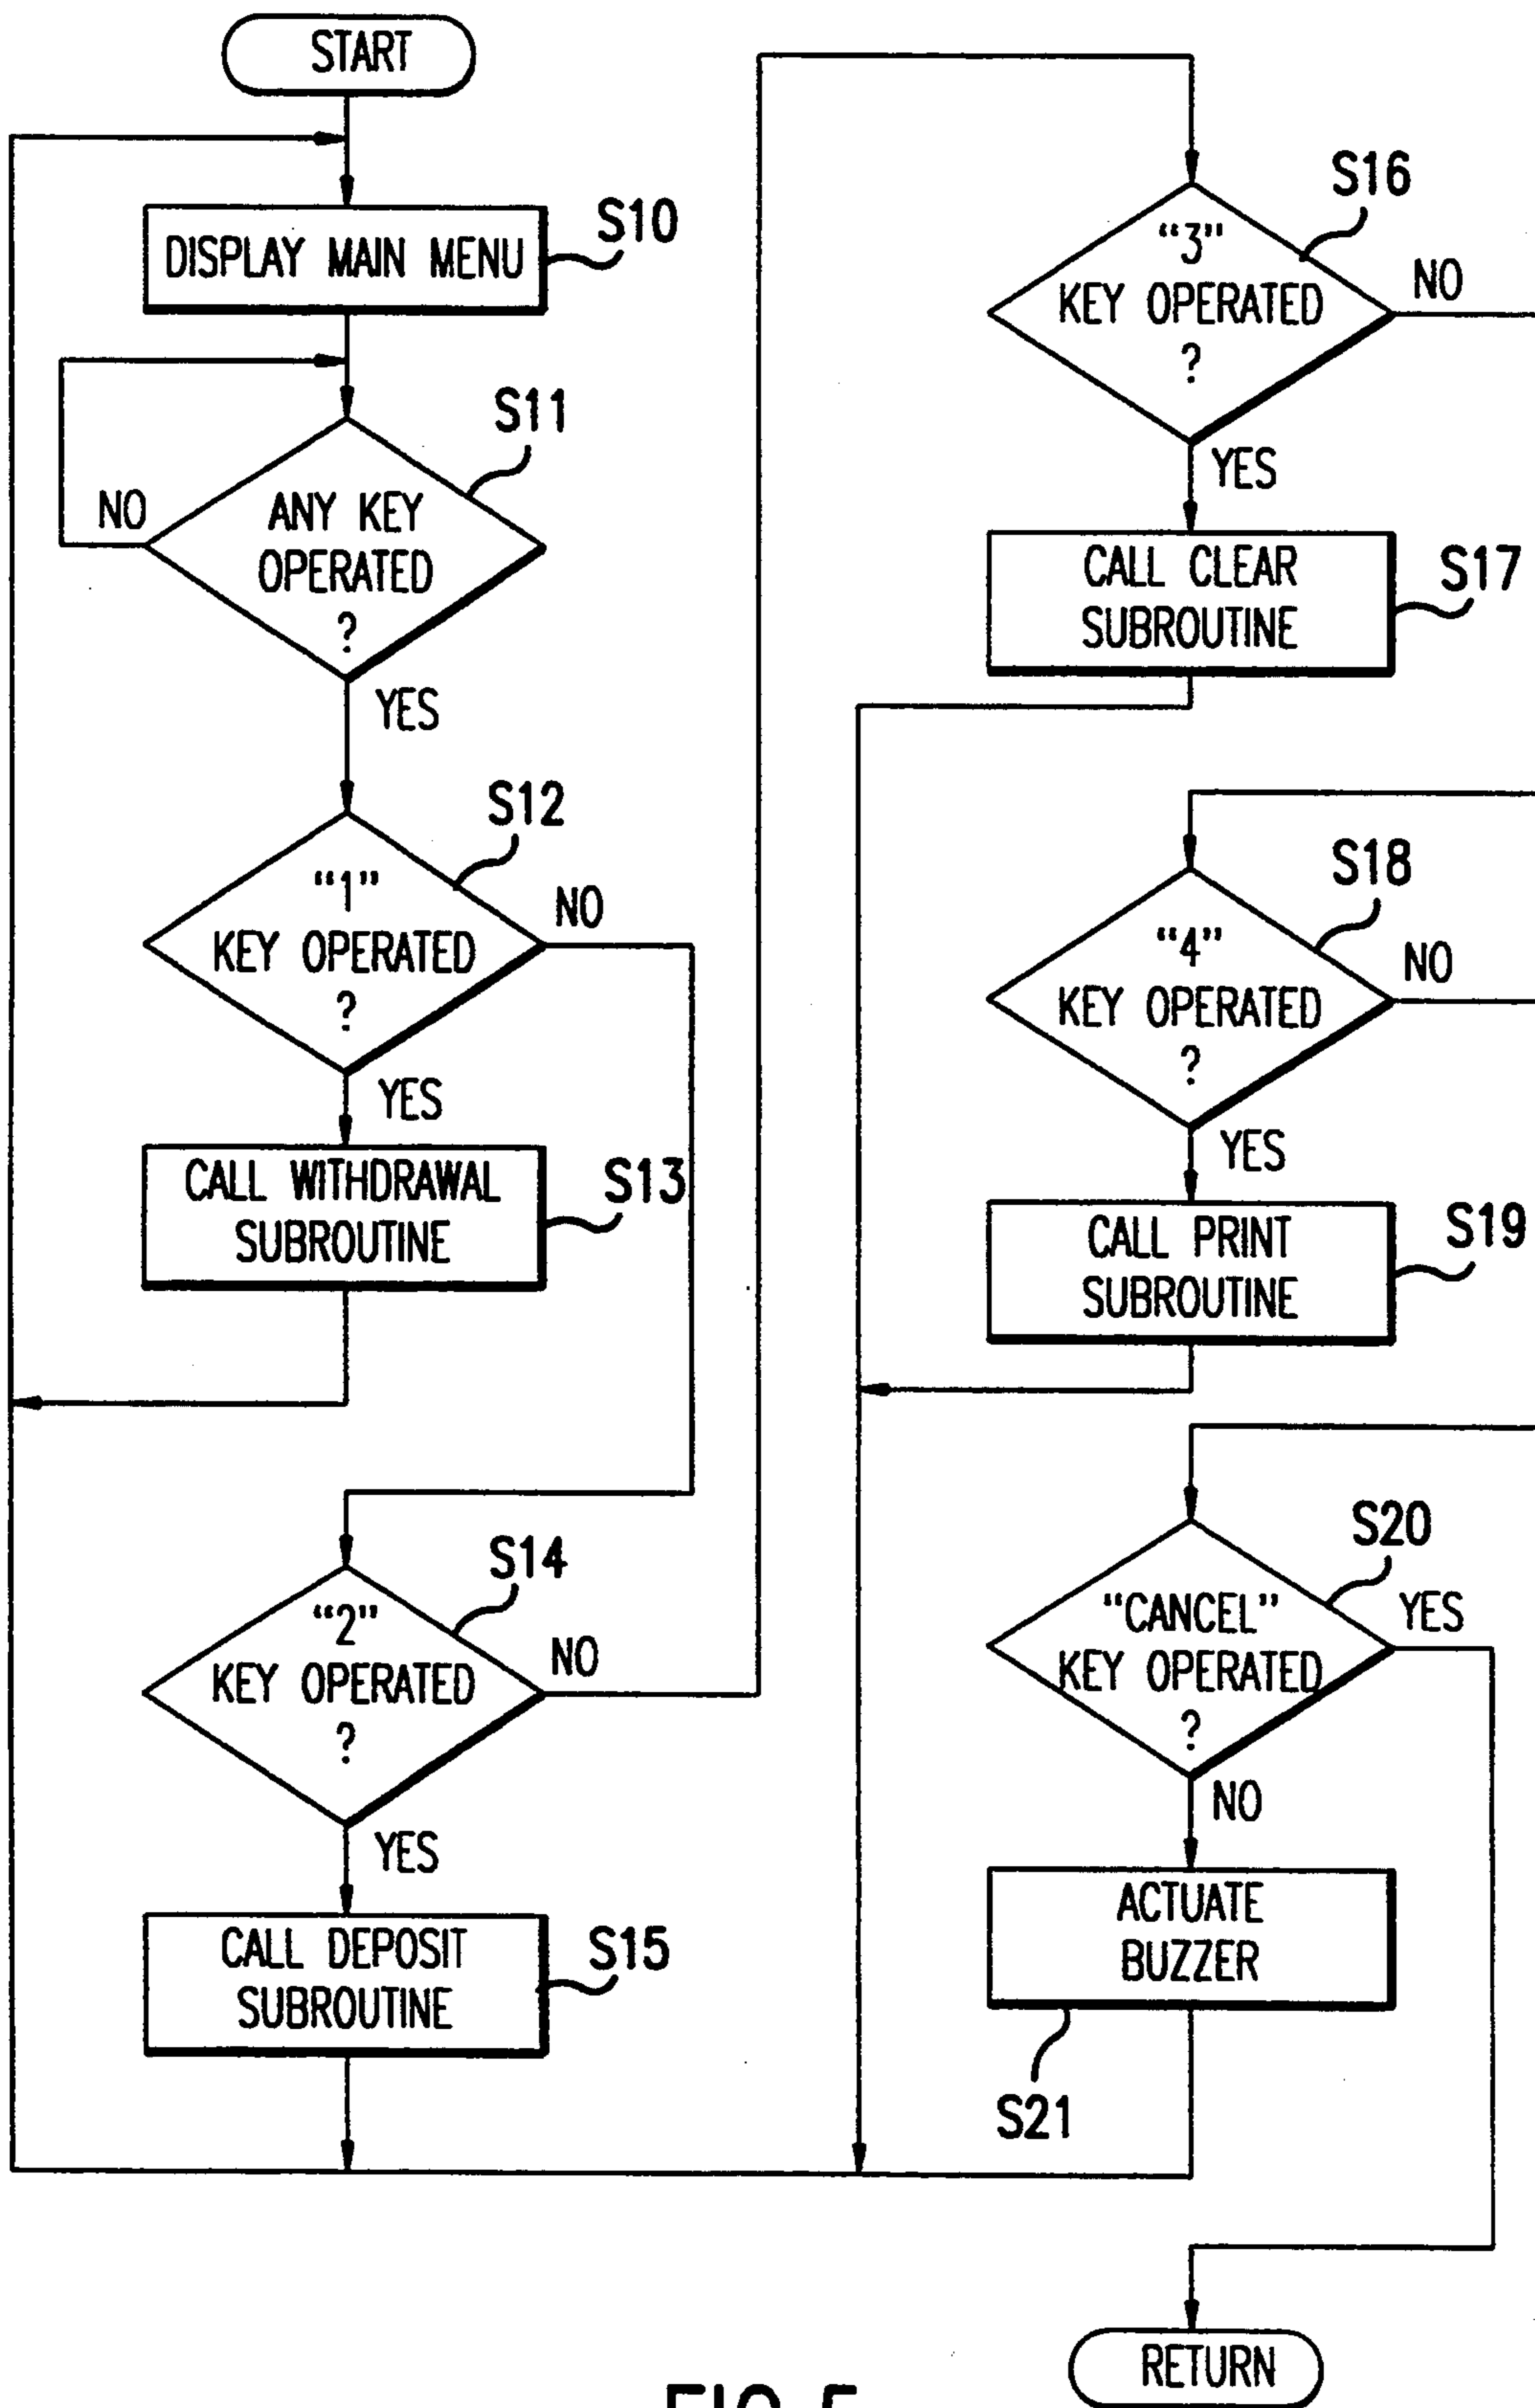 START
DISPLAY MAIN MENU
S10
S11
NO
ANY KEY
OPERATED
?
YES
S12
"1"
KEY OPERATED
?
NO
YES
CALL WITHDRAWAL
SUBROUTINE
S13
S14
"2"
KEY OPERATED
?
NO
YES
CALL DEPOSIT
SUBROUTINE
S15
S16
"3"
KEY OPERATED
?
NO
YES
CALL CLEAR
SUBROUTINE
S17
S18
"4"
KEY OPERATED
?
NO
YES
CALL PRINT
SUBROUTINE
S19
S20
"CANCEL"
KEY OPERATED
?
YES
NO
ACTUATE
BUZZER
S21
RETURN
FIG. 5